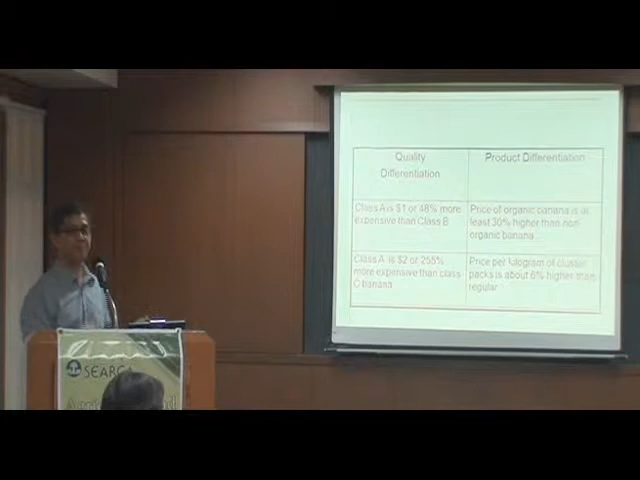 Quality
Differentiation
Product Differentiation
Class A is $1 or 48% more
expensive than Class B
Price of organic banana is at
least 30% higher than non-
organic banana
Class A is $2 or 255%
more expensive than class
C banana
Price per kilogram of cluster
packs is about 6% higher than
regular
SEARCA